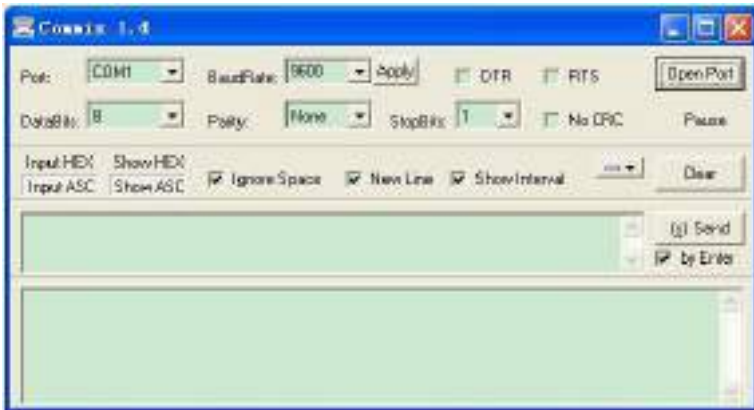 Commix 1.4
Port: COM1 BaudRate: 9600 Apply DTR RTS Open Port
DataBits: 8 Parity: None StopBits: 1 No CRC Pause
Input HEX Show HEX
Input ASC Show ASC Ignore Space New Line Show Interval Clear
Send
by Enter